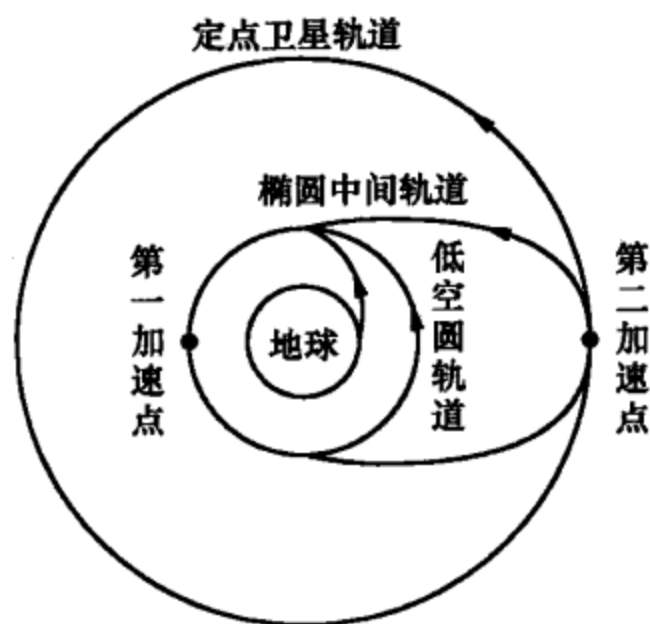 定点卫星轨道
椭圆中间轨道
第一加速点
地球
低空圆轨道
第二加速点